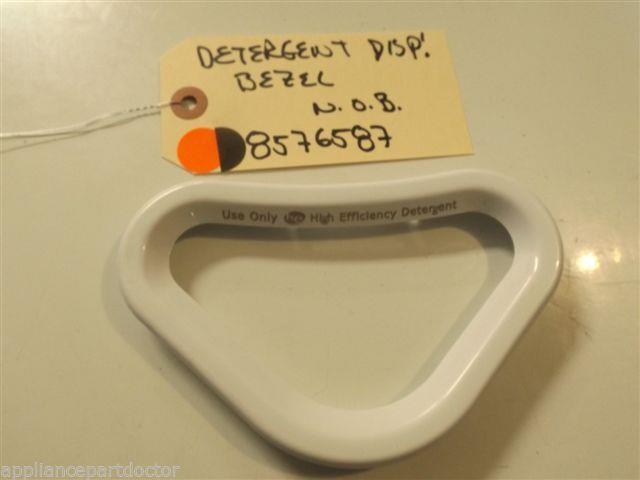 DETERGENT DISP.
BEZEL
N.O.B.
8576587
Use Only he High Efficiency Detergent
appliancepartdoctor